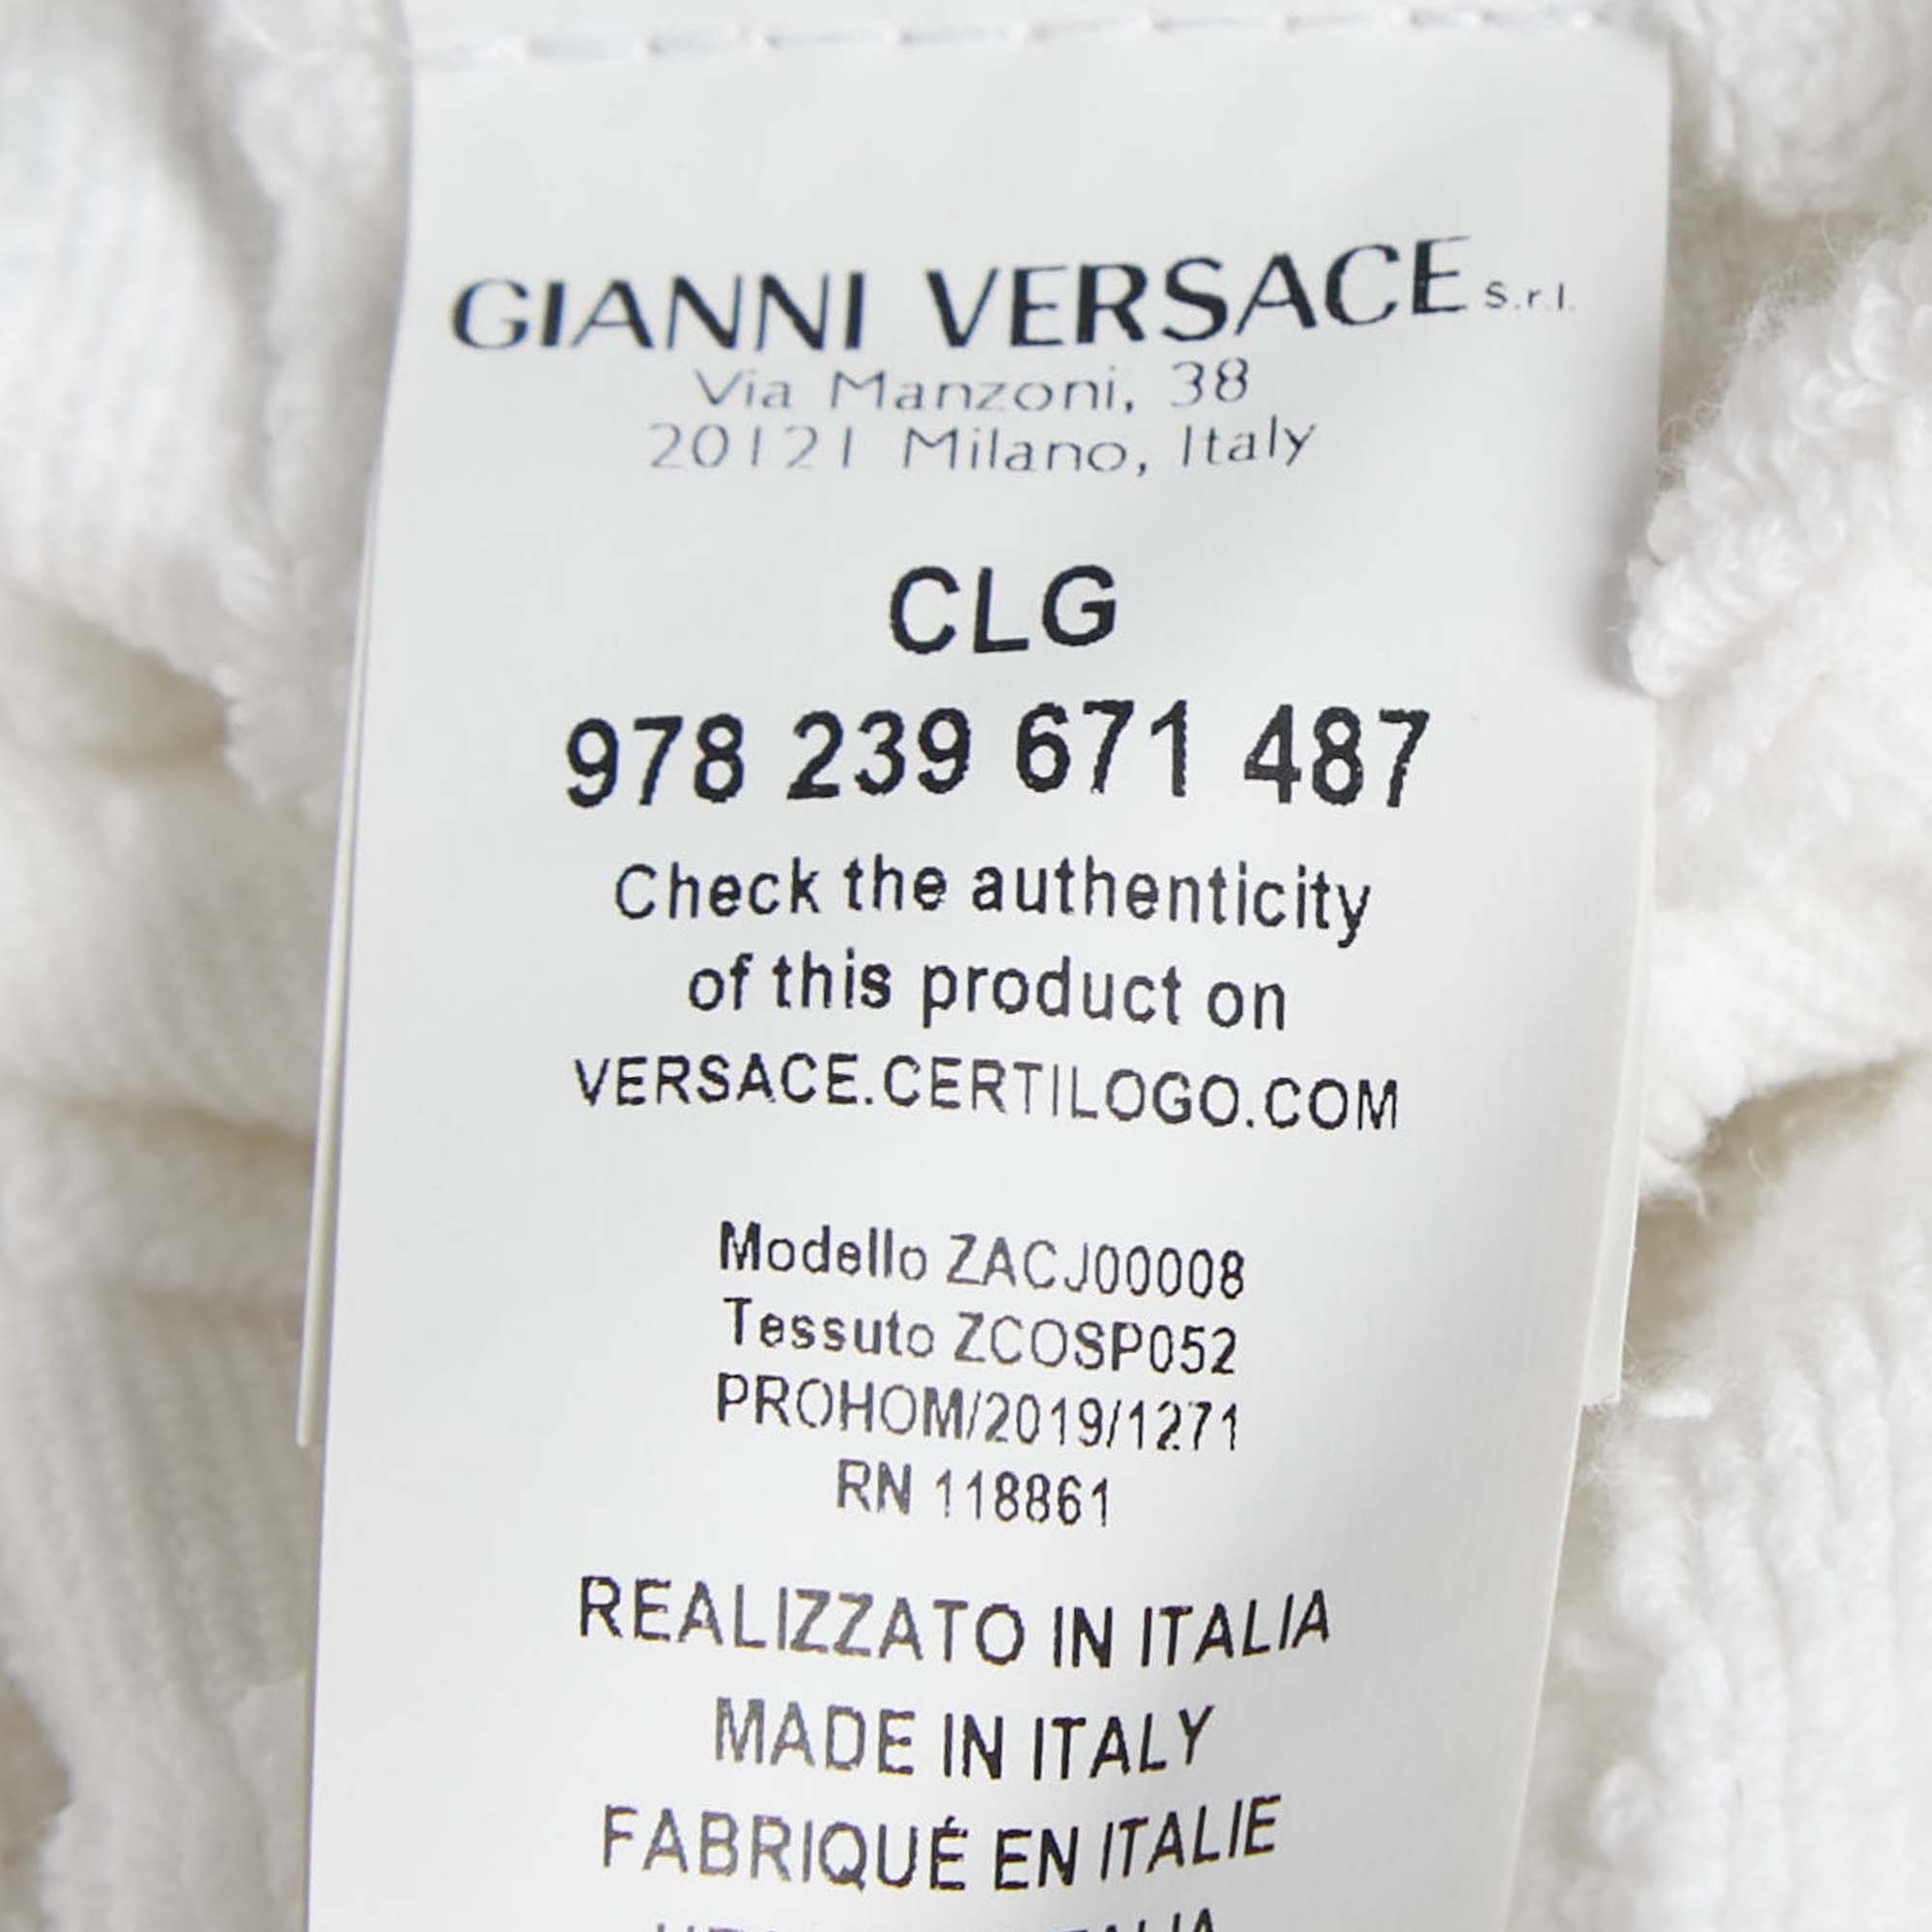 GIANNI VERSACE s.r.l.
Via Manzoni, 38
20121 Milano, Italy
CLG
978 239 671 487
Check the authenticity
of this product on
VERSACE.CERTILOGO.COM
Modello ZACJ00008
Tessuto ZCOSP052
PROHOM/2019/1271
RN 118861
REALIZZATO IN ITALIA
MADE IN ITALY
FABRIQUÉ EN ITALIE